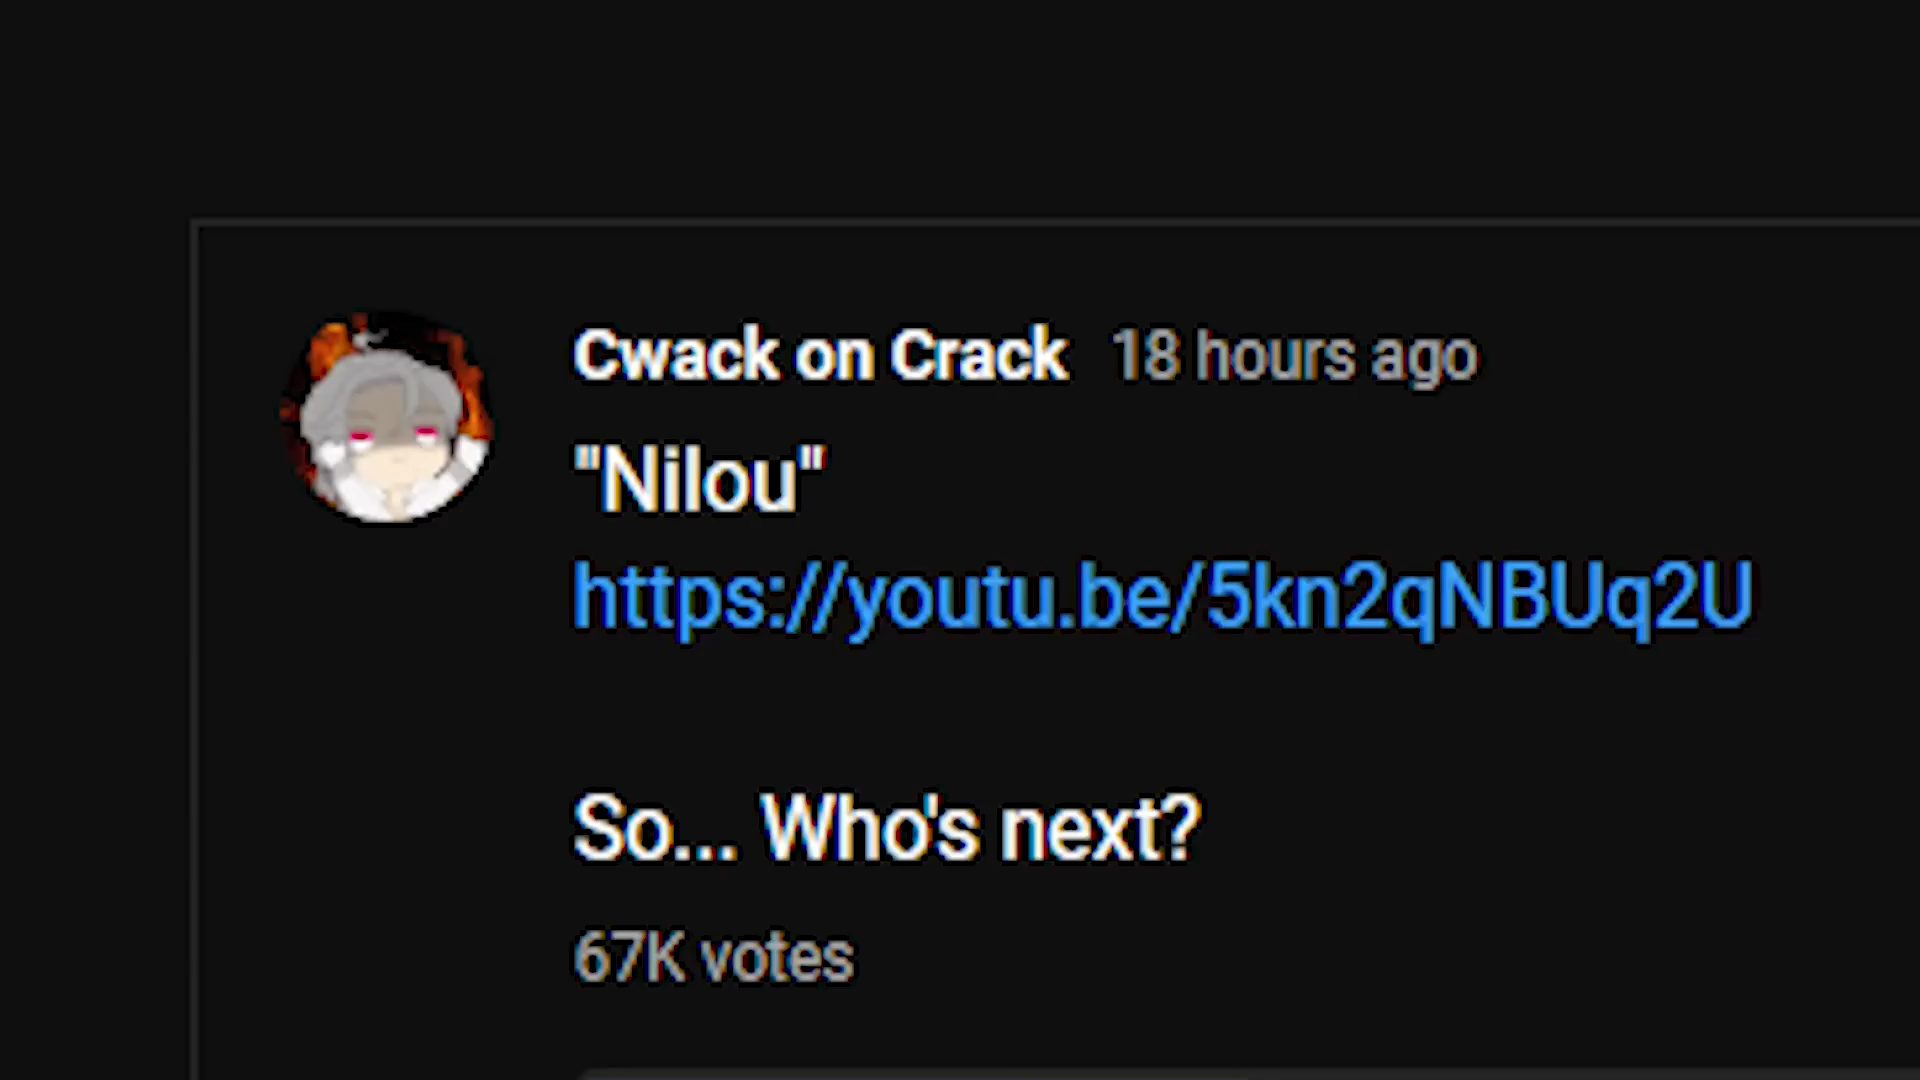 Cwack on Crack 18 hours ago
"Nilou"
https://youtu.be/5kn2qNBUq2U
So... Who's next?
67K votes